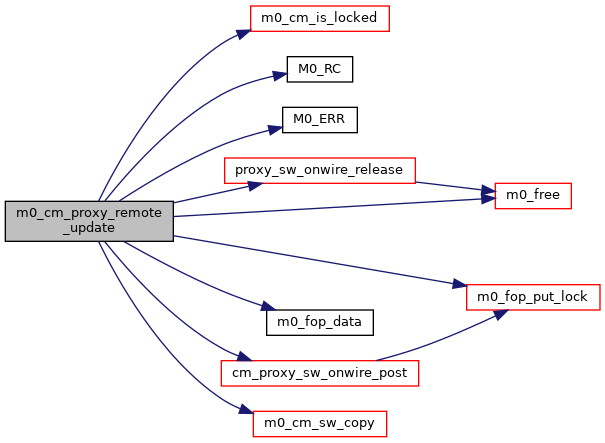 m0_cm_is_locked
M0_RC
M0_ERR
proxy_sw_onwire_release
m0_free
m0_cm_proxy_remote
_update
m0_fop_put_lock
m0_fop_data
cm_proxy_sw_onwire_post
m0_cm_sw_copy